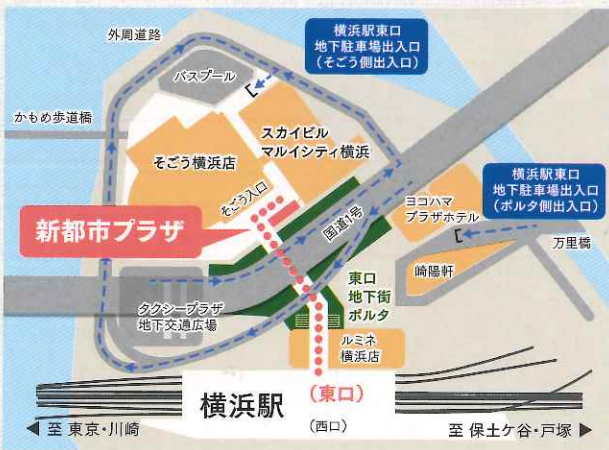 外周道路
横浜駅東口
地下駐車場出入口
(そごう側出入口)
バスプール
かもめ歩道橋
スカイビル
マルイシティ横浜
そごう横浜店
横浜駅東口
地下駐車場出入口
(ポルタ側出入口)
そごう入口
ヨコハマ
プラザホテル
新都市プラザ
国道1号
万里橋
崎陽軒
東口
地下街
ポルタ
タクシープラザ
地下交通広場
ルミネ
横浜店
横浜駅
(東口)
(西口)
◀ 至 東京・川崎
至 保土ケ谷・戸塚 ▶